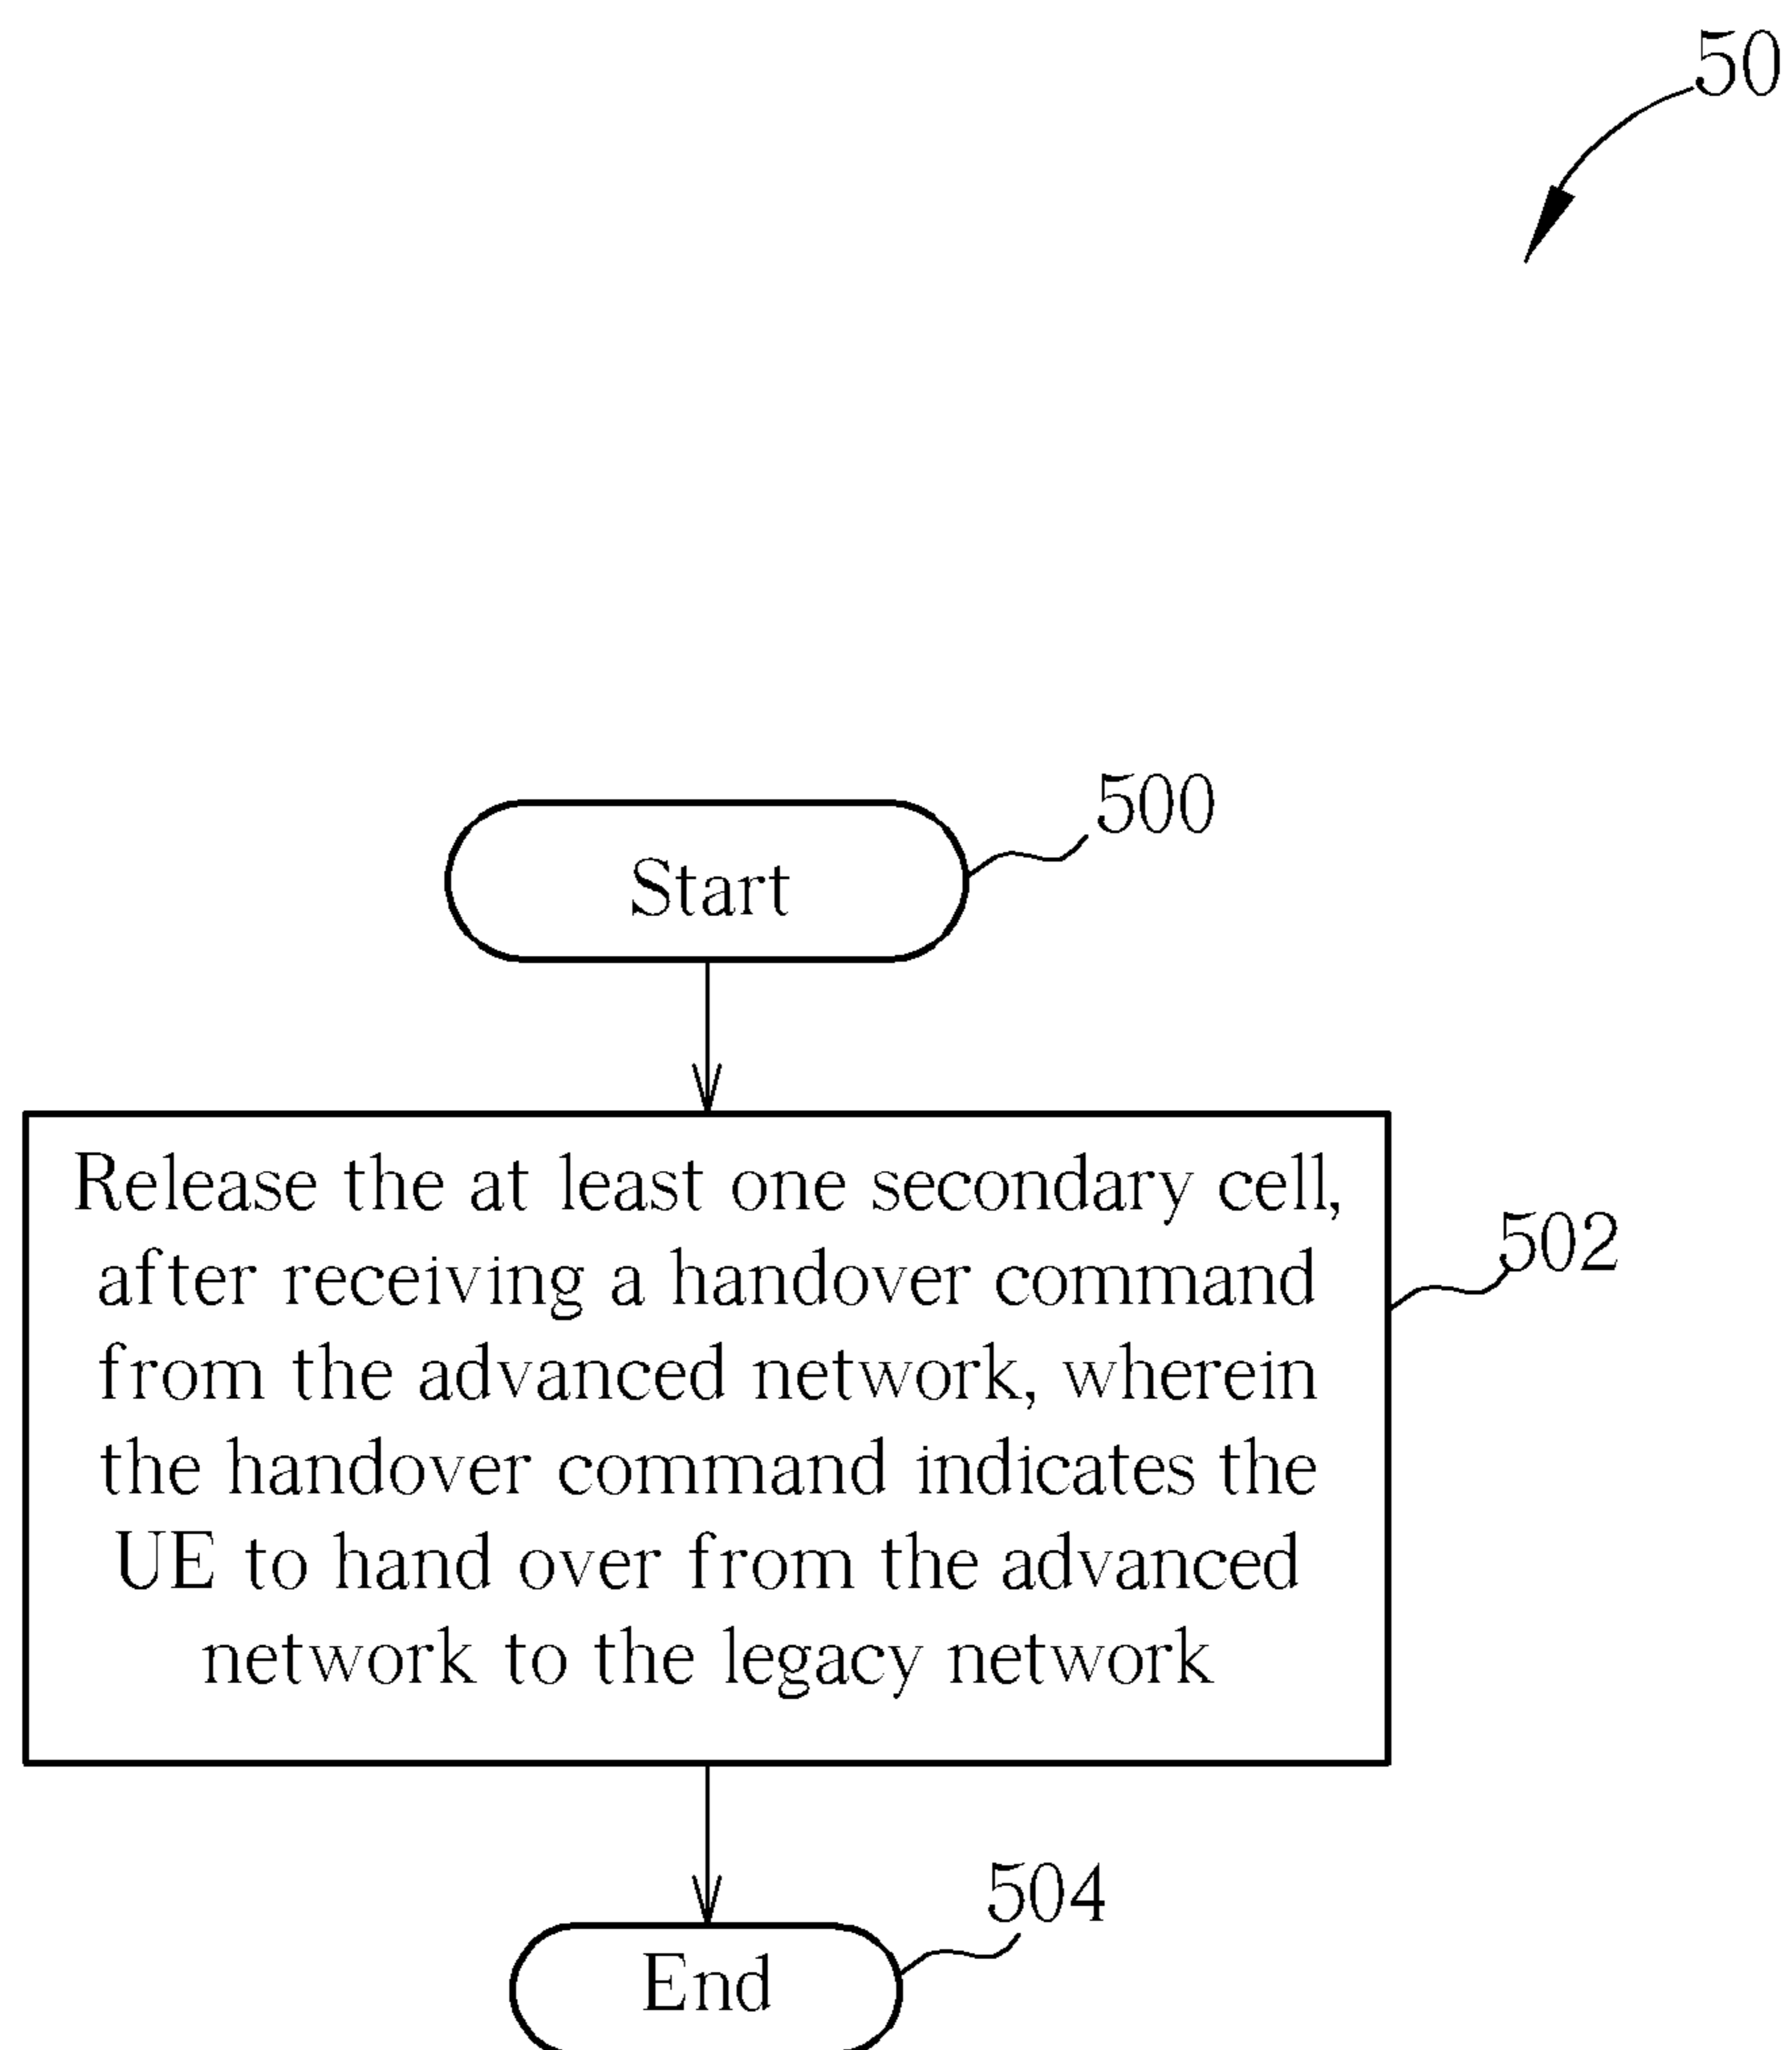 50
500
Start
Release the at least one secondary cell,
after receiving a handover command
from the advanced network, wherein
the handover command indicates the
UE to hand over from the advanced
network to the legacy network
502
504
End